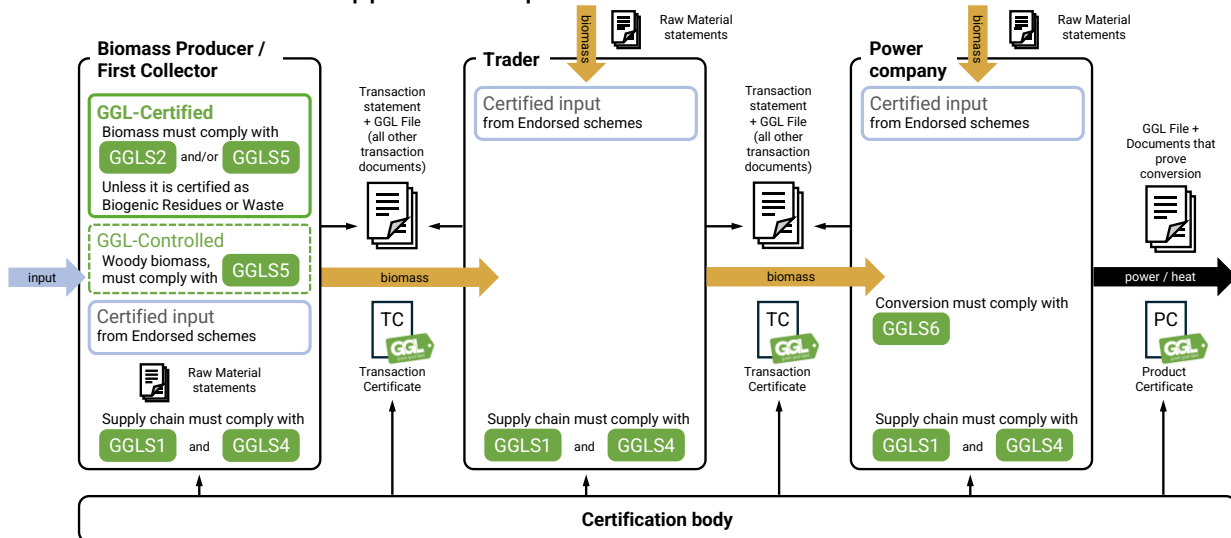 biomass
Raw Material
statements
biomass
Raw Material
statements
Biomass Producer /
First Collector
GGL-Certified
Biomass must comply with
GGLS2 and/or GGLS5
Unless it is certified as
Biogenic Residues or Waste
GGL-Controlled
Woody biomass,
must comply with GGLS5
input
Certified input
from Endorsed schemes
Raw Material
statements
Supply chain must comply with
GGLS1 and GGLS4
Transaction
statement
+ GGL File
(all other
transaction
documents)
biomass
TC
GGL
Transaction
Certificate
Trader
Certified input
from Endorsed schemes
Supply chain must comply with
GGLS1 and GGLS4
Transaction
statement
+ GGL File
(all other
transaction
documents)
biomass
TC
GGL
Transaction
Certificate
Power
company
Certified input
from Endorsed schemes
Conversion must comply with
GGLS6
Supply chain must comply with
GGLS1 and GGLS4
GGL File +
Documents that
prove
conversion
power / heat
PC
GGL
Product
Certificate
Certification body